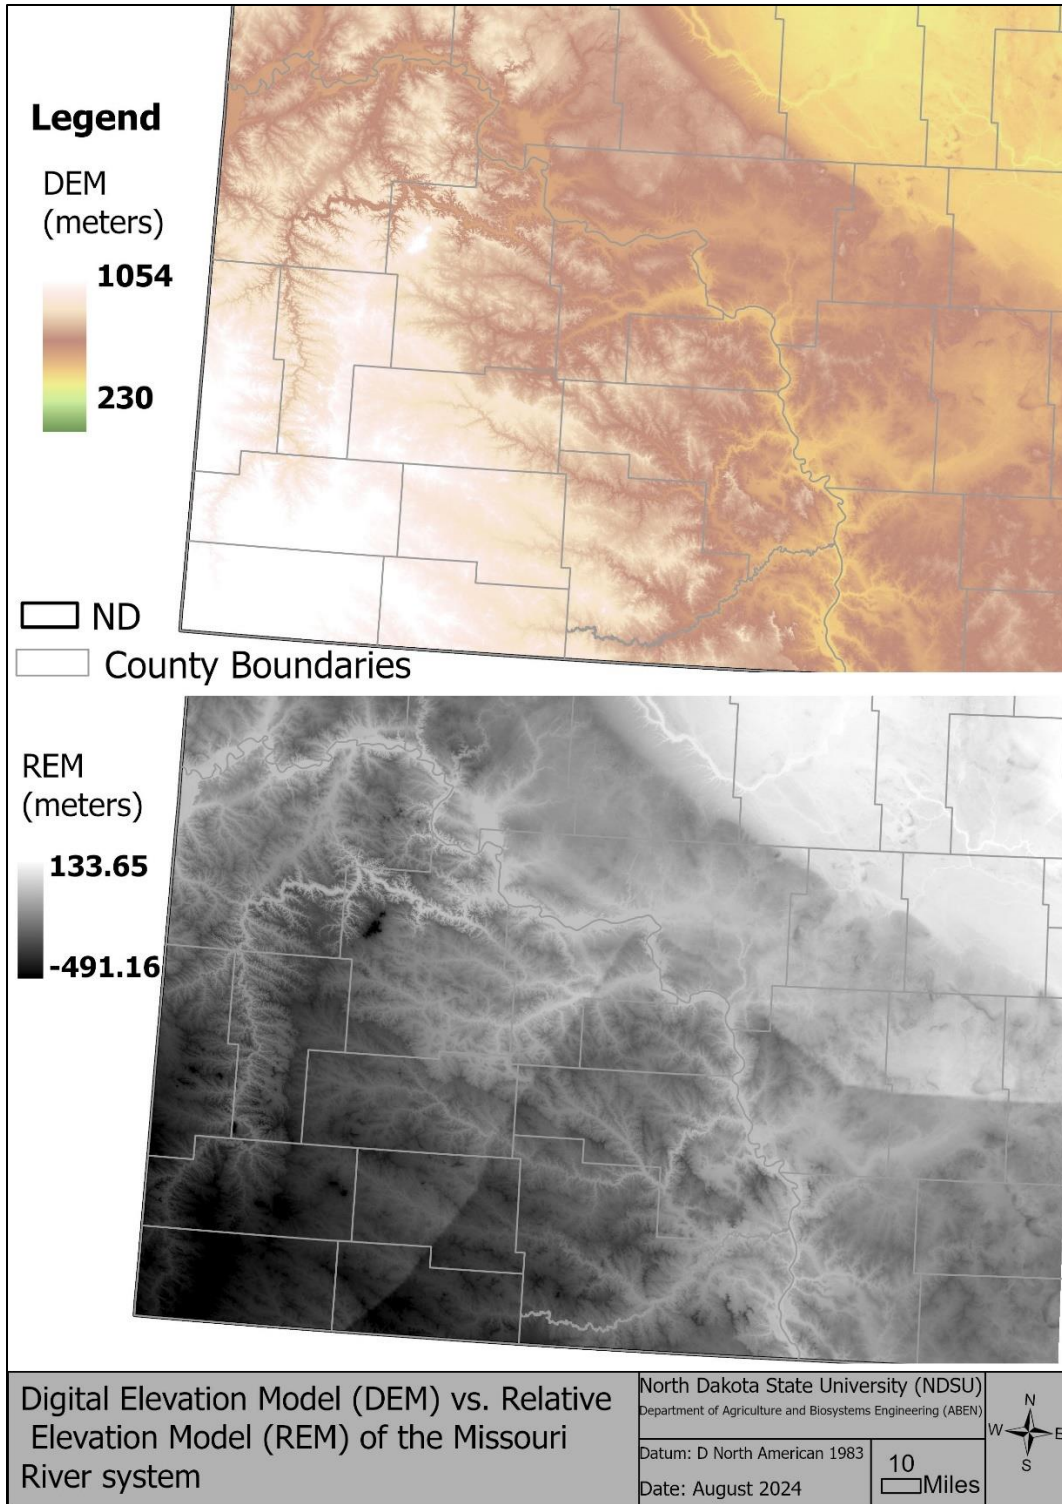 Legend
DEM
(meters)
1054
230
ND
County Boundaries
REM
(meters)
133.65
-491.16
Digital Elevation Model (DEM) vs. Relative
Elevation Model (REM) of the Missouri
River system
North Dakota State University (NDSU)
Department of Agriculture and Biosystems Engineering (ABEN)
Datum: D North American 1983
Date: August 2024
10
Miles
N
W E
S